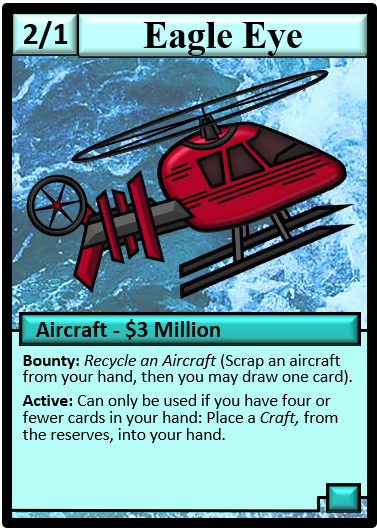 2/1 Eagle Eye
Aircraft - $3 Million
Bounty: Recycle an Aircraft (Scrap an aircraft
from your hand, then you may draw one card).
Active: Can only be used if you have four or
fewer cards in your hand: Place a Craft, from
the reserves, into your hand.